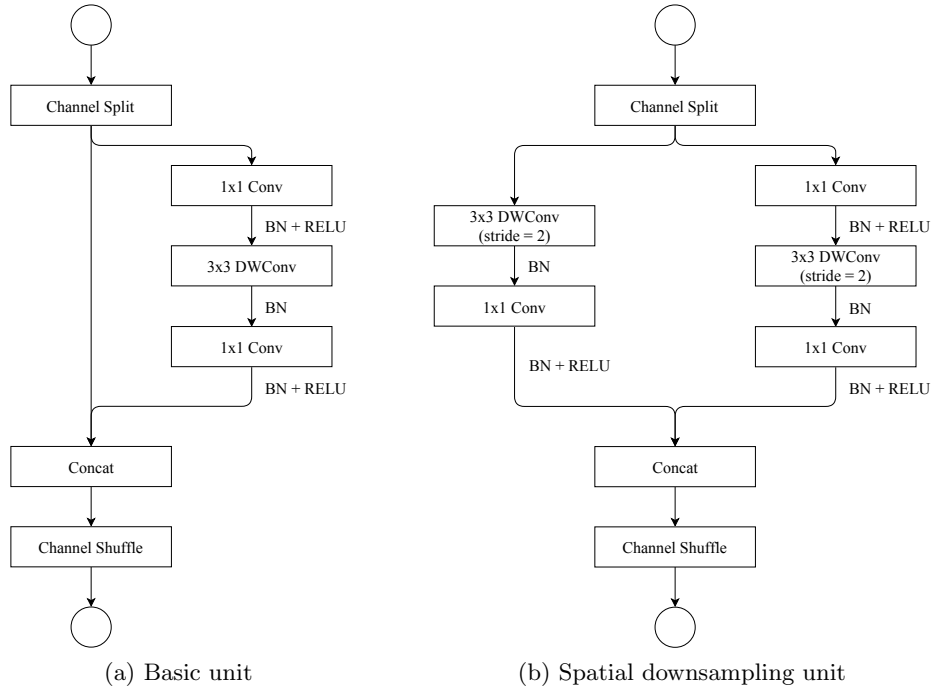 Channel Split
1x1 Conv
BN + RELU
3x3 DWConv
BN
1x1 Conv
BN + RELU
Concat
Channel Shuffle
(a) Basic unit
Channel Split
3x3 DWConv
(stride = 2)
BN
1x1 Conv
BN + RELU
1x1 Conv
BN + RELU
3x3 DWConv
(stride = 2)
BN
1x1 Conv
BN + RELU
Concat
Channel Shuffle
(b) Spatial downsampling unit